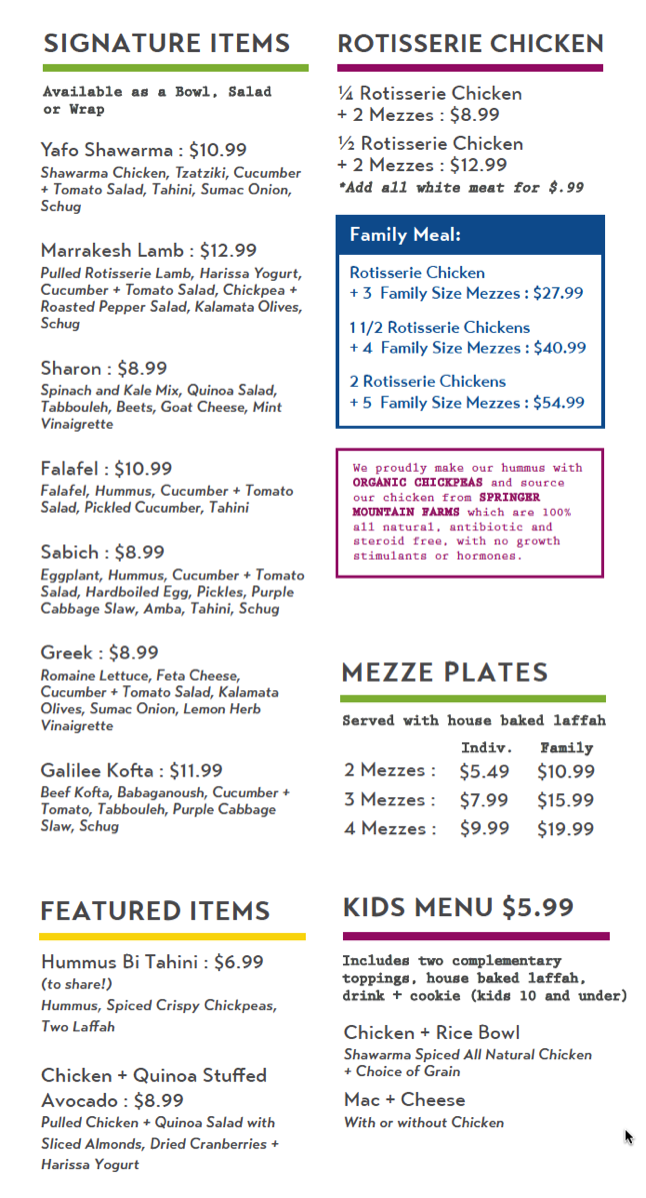 SIGNATURE ITEMS
Available as a Bowl, Salad
or Wrap
Yafo Shawarma : $10.99
Shawarma Chicken, Tzatziki, Cucumber
+ Tomato Salad, Tahini, Sumac Onion,
Schug
Marrakesh Lamb : $12.99
Pulled Rotisserie Lamb, Harissa Yogurt,
Cucumber + Tomato Salad, Chickpea +
Roasted Pepper Salad, Kalamata Olives,
Schug
Sharon : $8.99
Spinach and Kale Mix, Quinoa Salad,
Tabbouleh, Beets, Goat Cheese, Mint
Vinaigrette
Falafel : $10.99
Falafel, Hummus, Cucumber + Tomato
Salad, Pickled Cucumber, Tahini
Sabich : $8.99
Eggplant, Hummus, Cucumber + Tomato
Salad, Hardboiled Egg, Pickles, Purple
Cabbage Slaw, Amba, Tahini, Schug
Greek : $8.99
Romaine Lettuce, Feta Cheese,
Cucumber + Tomato Salad, Kalamata
Olives, Sumac Onion, Lemon Herb
Vinaigrette
Galilee Kofta : $11.99
Beef Kofta, Babaganoush, Cucumber +
Tomato, Tabbouleh, Purple Cabbage
Slaw, Schug
FEATURED ITEMS
Hummus Bi Tahini : $6.99
(to share!)
Hummus, Spiced Crispy Chickpeas,
Two Laffah
Chicken + Quinoa Stuffed
Avocado : $8.99
Pulled Chicken + Quinoa Salad with
Sliced Almonds, Dried Cranberries +
Harissa Yogurt
ROTISSERIE CHICKEN
¼ Rotisserie Chicken
+ 2 Mezzes : $8.99
½ Rotisserie Chicken
+ 2 Mezzes : $12.99
*Add all white meat for $.99
Family Meal:
Rotisserie Chicken
+ 3 Family Size Mezzes : $27.99
1 1/2 Rotisserie Chickens
+ 4 Family Size Mezzes : $40.99
2 Rotisserie Chickens
+ 5 Family Size Mezzes : $54.99
We proudly make our hummus with
ORGANIC CHICKPEAS and source
our chicken from SPRINGER
MOUNTAIN FARMS which are 100%
all natural, antibiotic and
steroid free, with no growth
stimulants or hormones.
MEZZE PLATES
Served with house baked laffah
Indiv. Family
2 Mezzes : $5.49 $10.99
3 Mezzes : $7.99 $15.99
4 Mezzes : $9.99 $19.99
KIDS MENU $5.99
Includes two complementary
toppings, house baked laffah,
drink + cookie (kids 10 and under)
Chicken + Rice Bowl
Shawarma Spiced All Natural Chicken
+ Choice of Grain
Mac + Cheese
With or without Chicken